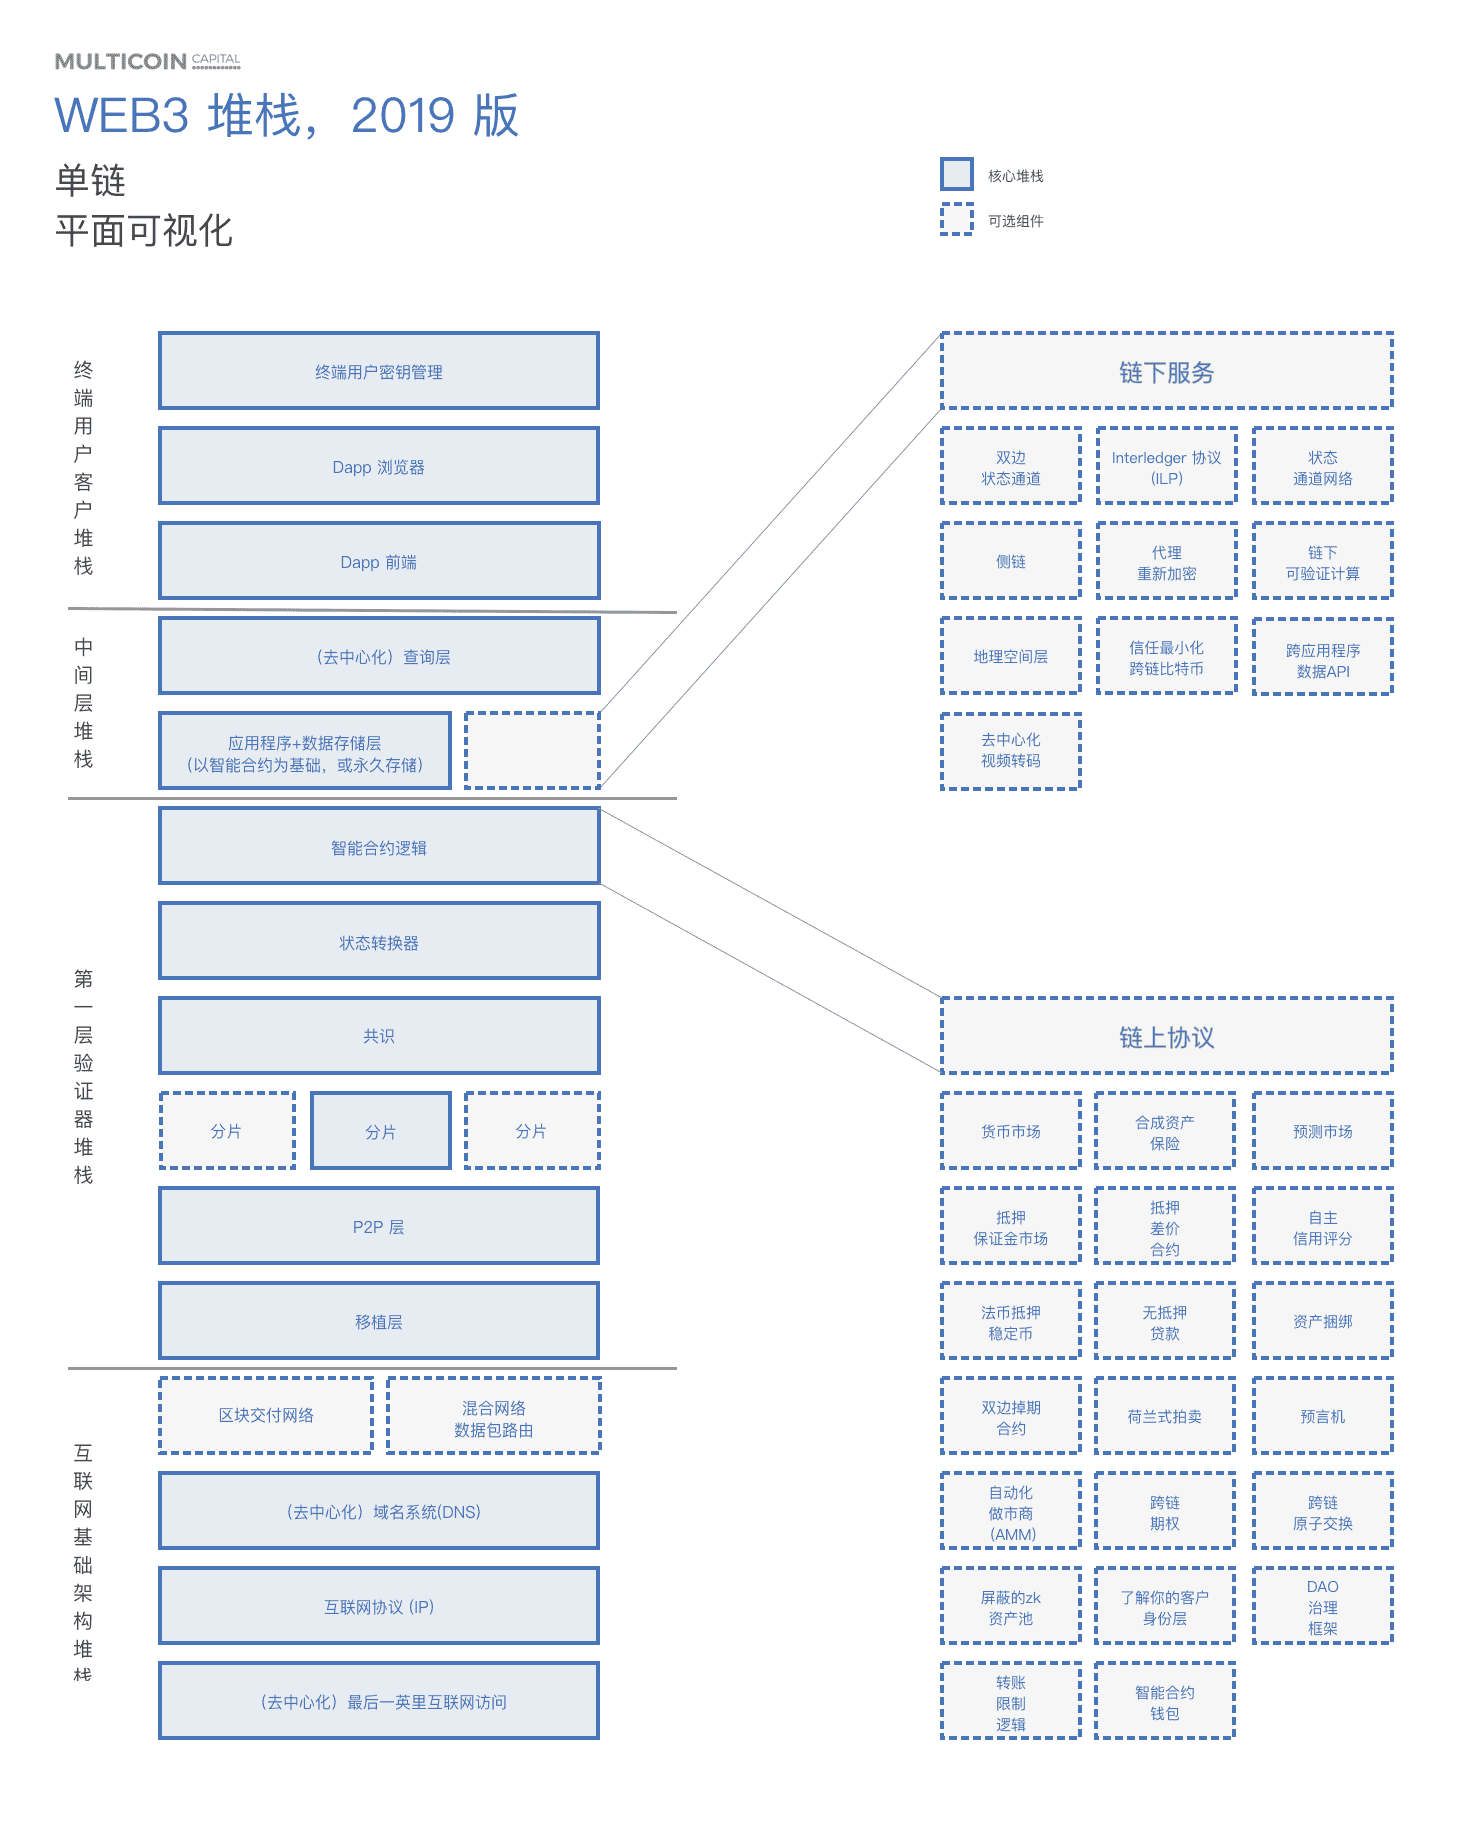 MULTICOIN CAPITAL
WEB3 堆栈，2019 版
单链
平面可视化
核心堆栈
可选组件
终端用户客户堆栈
终端用户密钥管理
Dapp 浏览器
Dapp 前端
中间层堆栈
（去中心化）查询层
应用程序+数据存储层
（以智能合约为基础，或永久存储）
第一层验证器堆栈
智能合约逻辑
状态转换器
共识
分片
分片
分片
P2P 层
移植层
互联网基础架构堆栈
区块交付网络
混合网络
数据包路由
（去中心化）域名系统(DNS)
互联网协议 (IP)
（去中心化）最后一英里互联网访问
链下服务
双边
状态通道
Interledger 协议
(ILP)
状态
通道网络
侧链
代理
重新加密
链下
可验证计算
地理空间层
信任最小化
跨链比特币
跨应用程序
数据API
去中心化
视频转码
链上协议
货币市场
合成资产
保险
预测市场
抵押
保证金市场
抵押
差价
合约
自主
信用评分
法币抵押
稳定币
无抵押
贷款
资产捆绑
双边掉期
合约
荷兰式拍卖
预言机
自动化
做市商
（AMM）
跨链
期权
跨链
原子交换
屏蔽的zk
资产池
了解你的客户
身份层
DAO
治理
框架
转账
限制
逻辑
智能合约
钱包